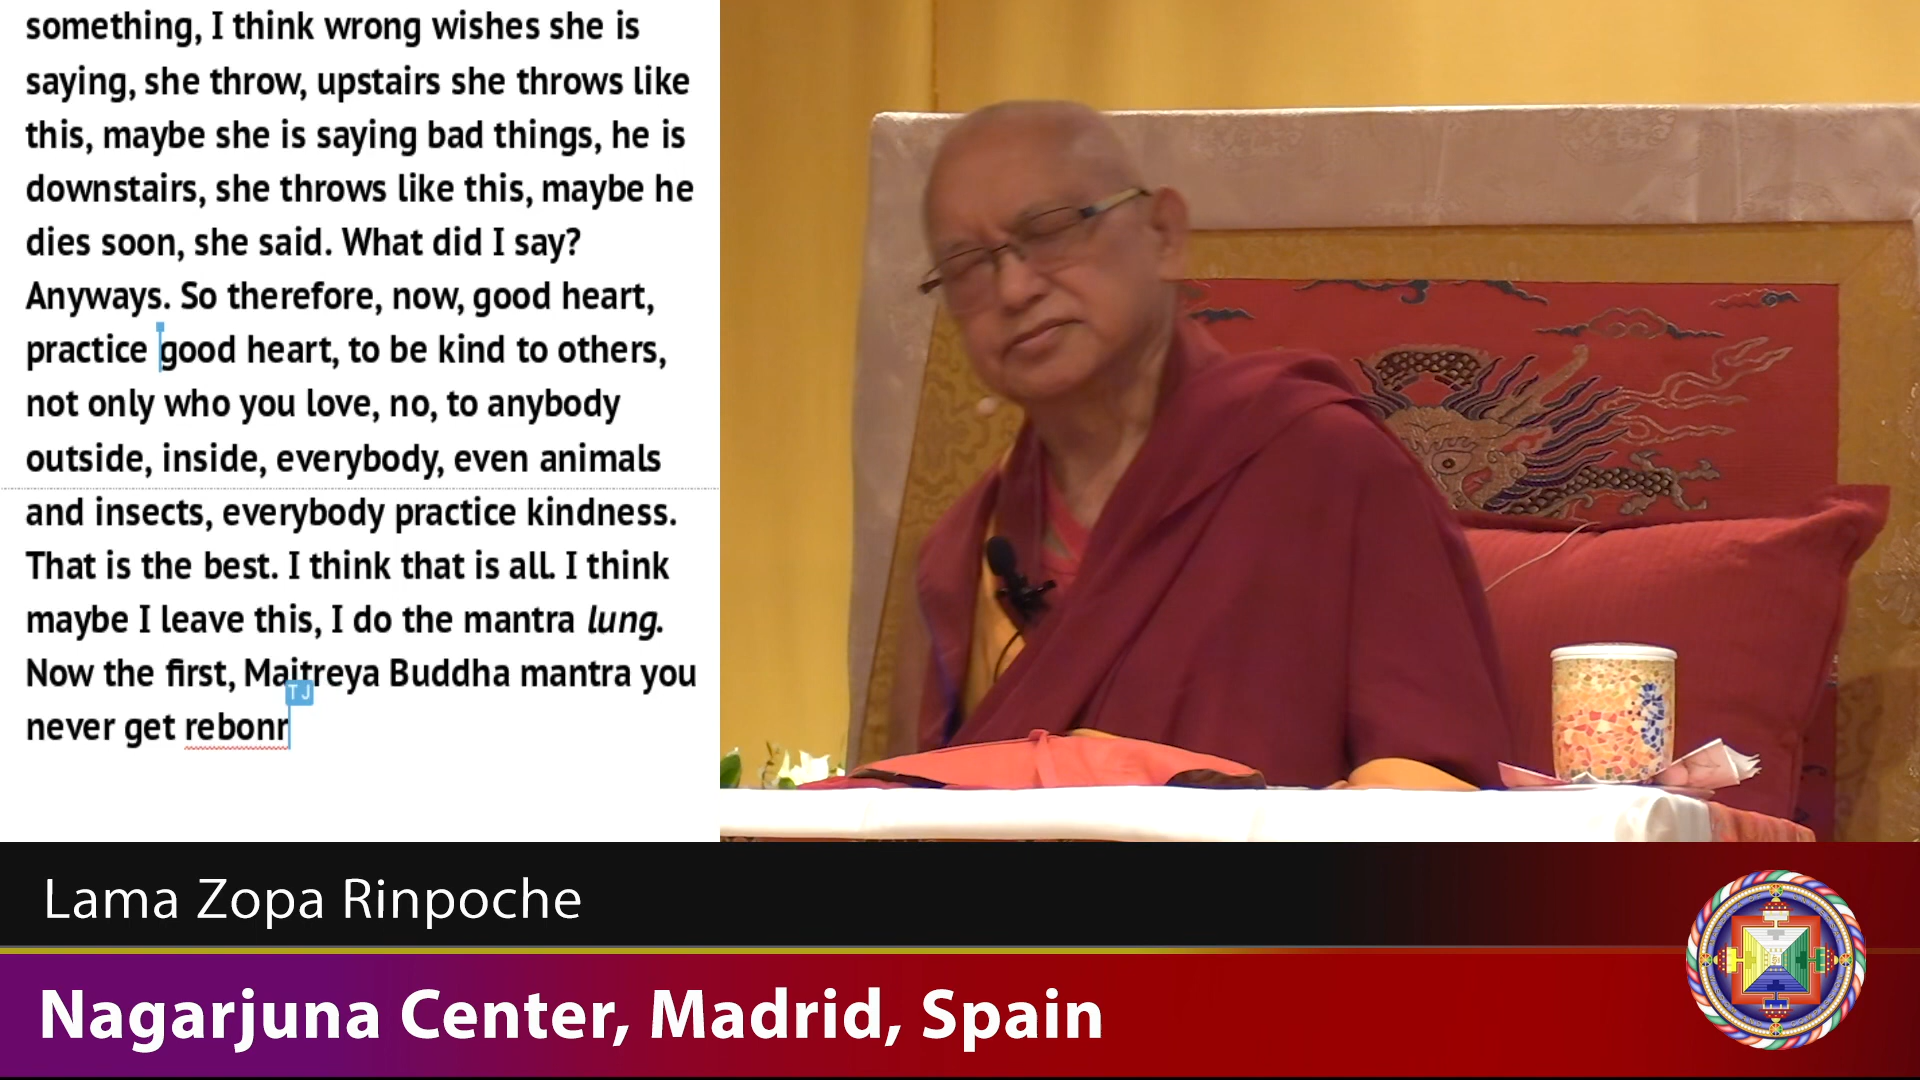 something, I think wrong wishes she is
saying, she throw, upstairs she throws like
this, maybe she is saying bad things, he is
downstairs, she throws like this, maybe he
dies soon, she said. What did I say?
Anyways. So therefore, now, good heart,
practice good heart, to be kind to others,
not only who you love, no, to anybody
outside, inside, everybody, even animals
and insects, everybody practice kindness.
That is the best. I think that is all. I think
maybe I leave this, I do the mantra lung.
Now the first, Maitreya Buddha mantra you
TJ
never get rebonr
Lama Zopa Rinpoche
Nagarjuna Center, Madrid, Spain